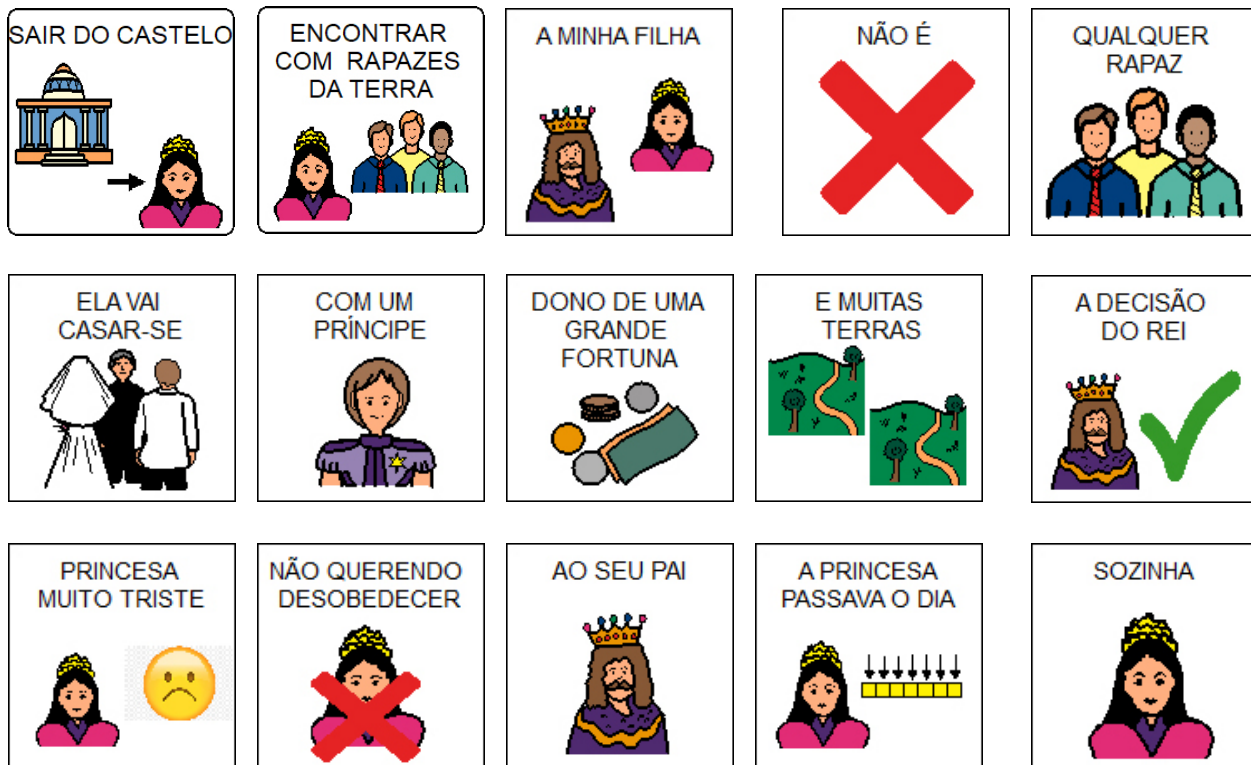 SAIR DO CASTELO
ENCONTRAR
COM RAPAZES
DA TERRA
A MINHA FILHA
NÃO É
QUALQUER
RAPAZ
ELA VAI
CASAR-SE
COM UM
PRÍNCIPE
DONO DE UMA
GRANDE
FORTUNA
E MUITAS
TERRAS
A DECISÃO
DO REI
PRINCESA
MUITO TRISTE
NÃO QUERENDO
DESOBEDECER
AO SEU PAI
A PRINCESA
PASSAVA O DIA
SOZINHA